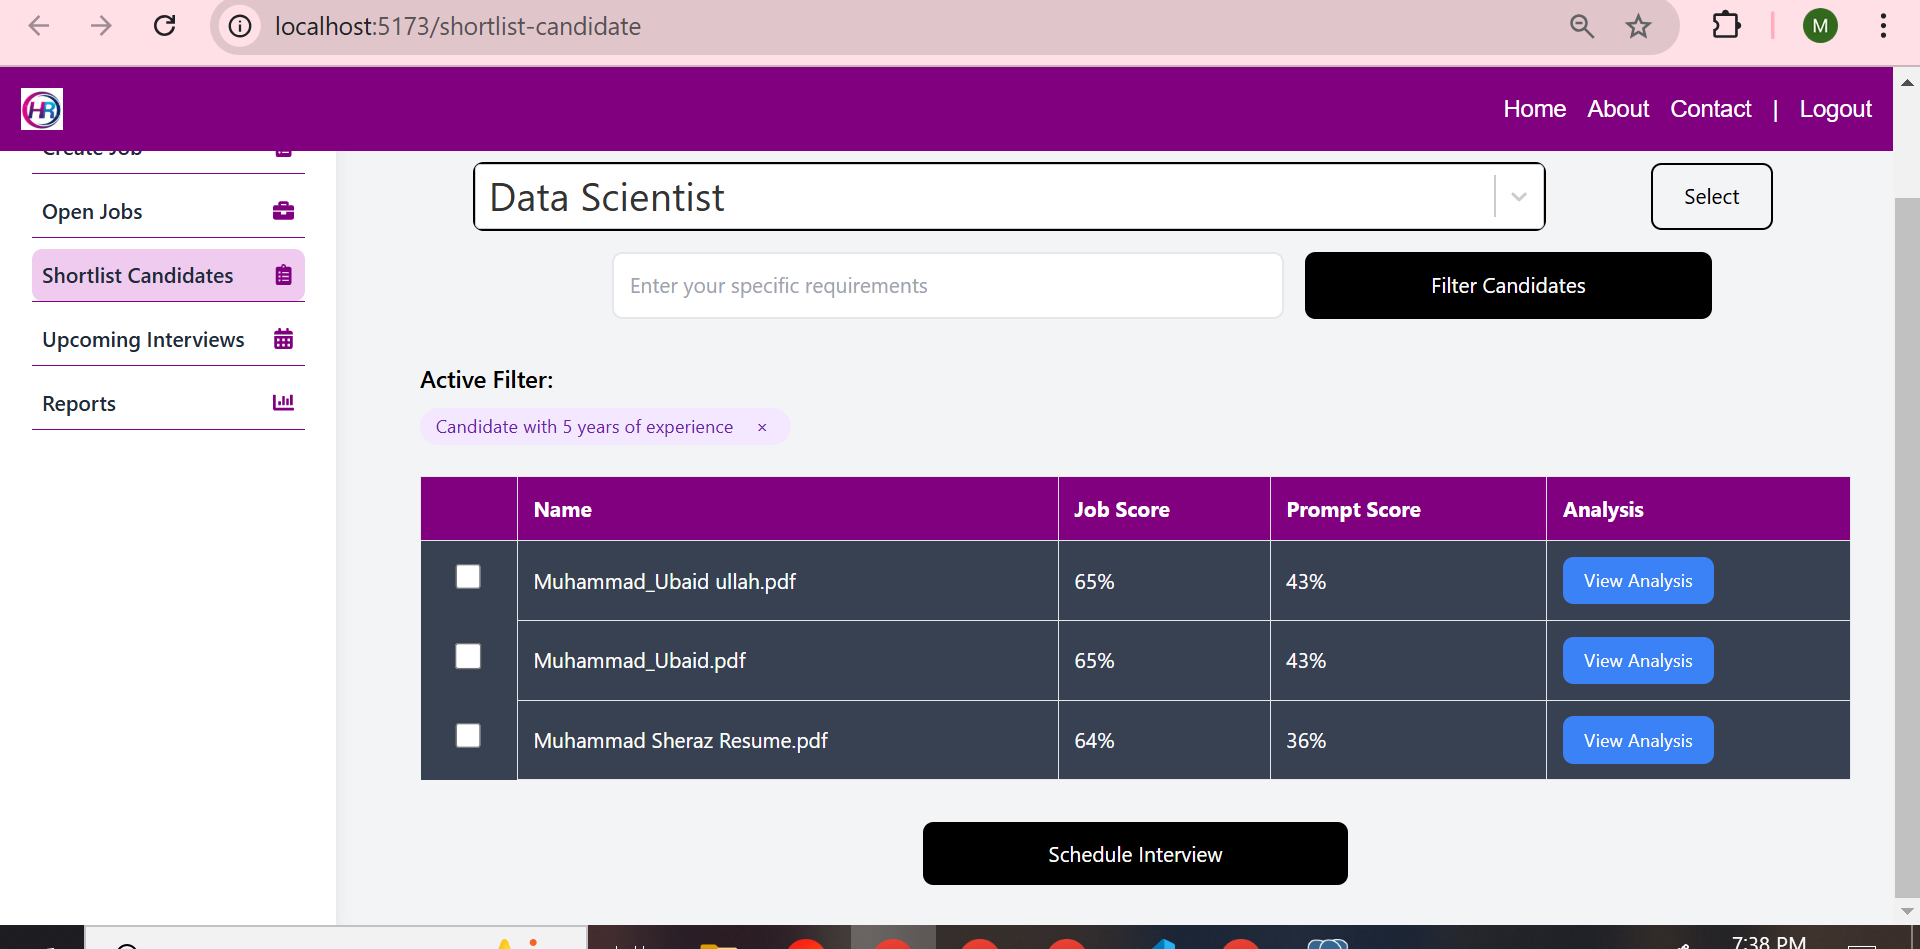 localhost:5173/shortlist-candidate
M
HR
Home About Contact | Logout
Create Job
Open Jobs
Shortlist Candidates
Upcoming Interviews
Reports
Data Scientist
Select
Enter your specific requirements
Filter Candidates
Active Filter:
Candidate with 5 years of experience ×
Name Job Score Prompt Score Analysis
Muhammad_Ubaid ullah.pdf 65% 43% View Analysis
Muhammad_Ubaid.pdf 65% 43% View Analysis
Muhammad Sheraz Resume.pdf 64% 36% View Analysis
Schedule Interview
7:38 PM